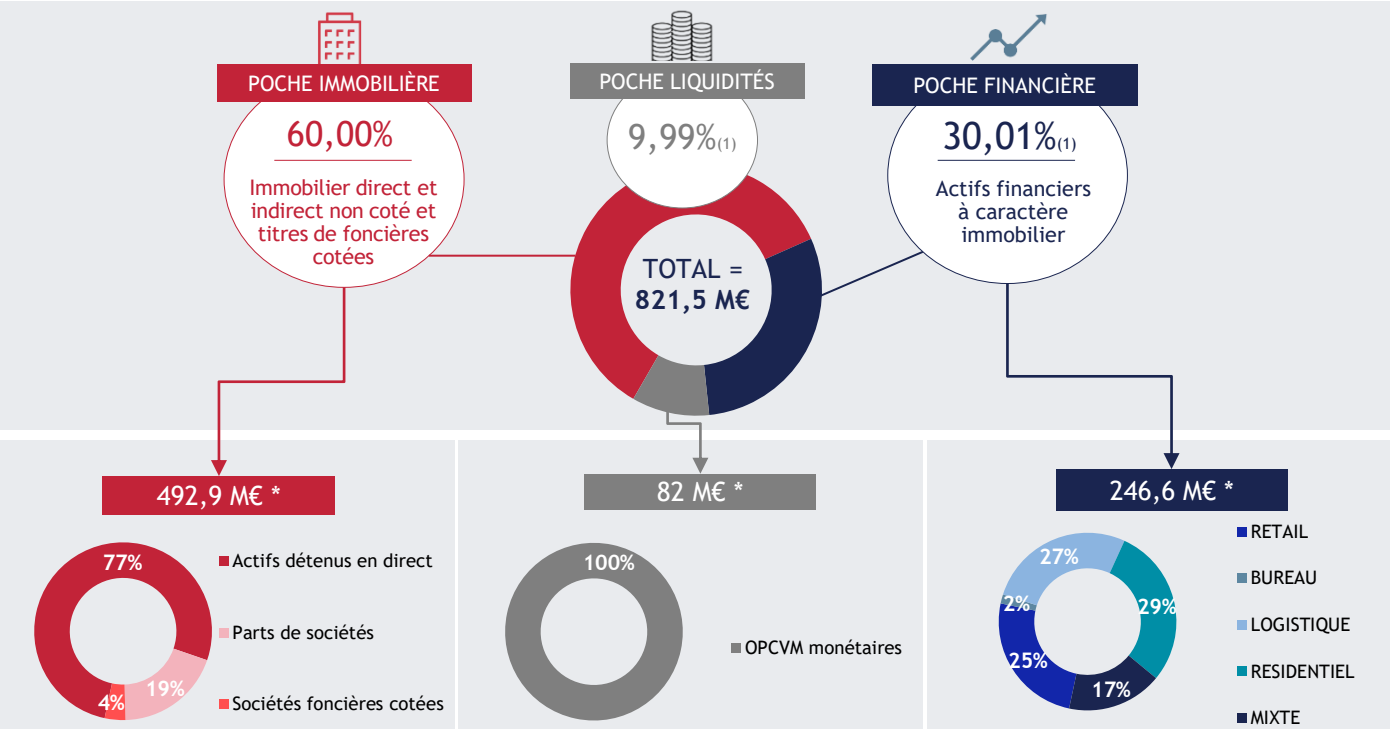 POCHE IMMOBILIÈRE
60,00%
Immobilier direct et
indirect non coté et
titres de foncières
cotées
POCHE LIQUIDITÉS
9,99%(1)
POCHE FINANCIÈRE
30,01%(1)
Actifs financiers
à caractère
immobilier
TOTAL =
821,5 M€
492,9 M€ *
77%
19%
4%
Actifs détenus en direct
Parts de sociétés
Sociétés foncières cotées
82 M€ *
100%
OPCVM monétaires
246,6 M€ *
27%
2%
29%
25%
17%
RETAIL
BUREAU
LOGISTIQUE
RESIDENTIEL
MIXTE